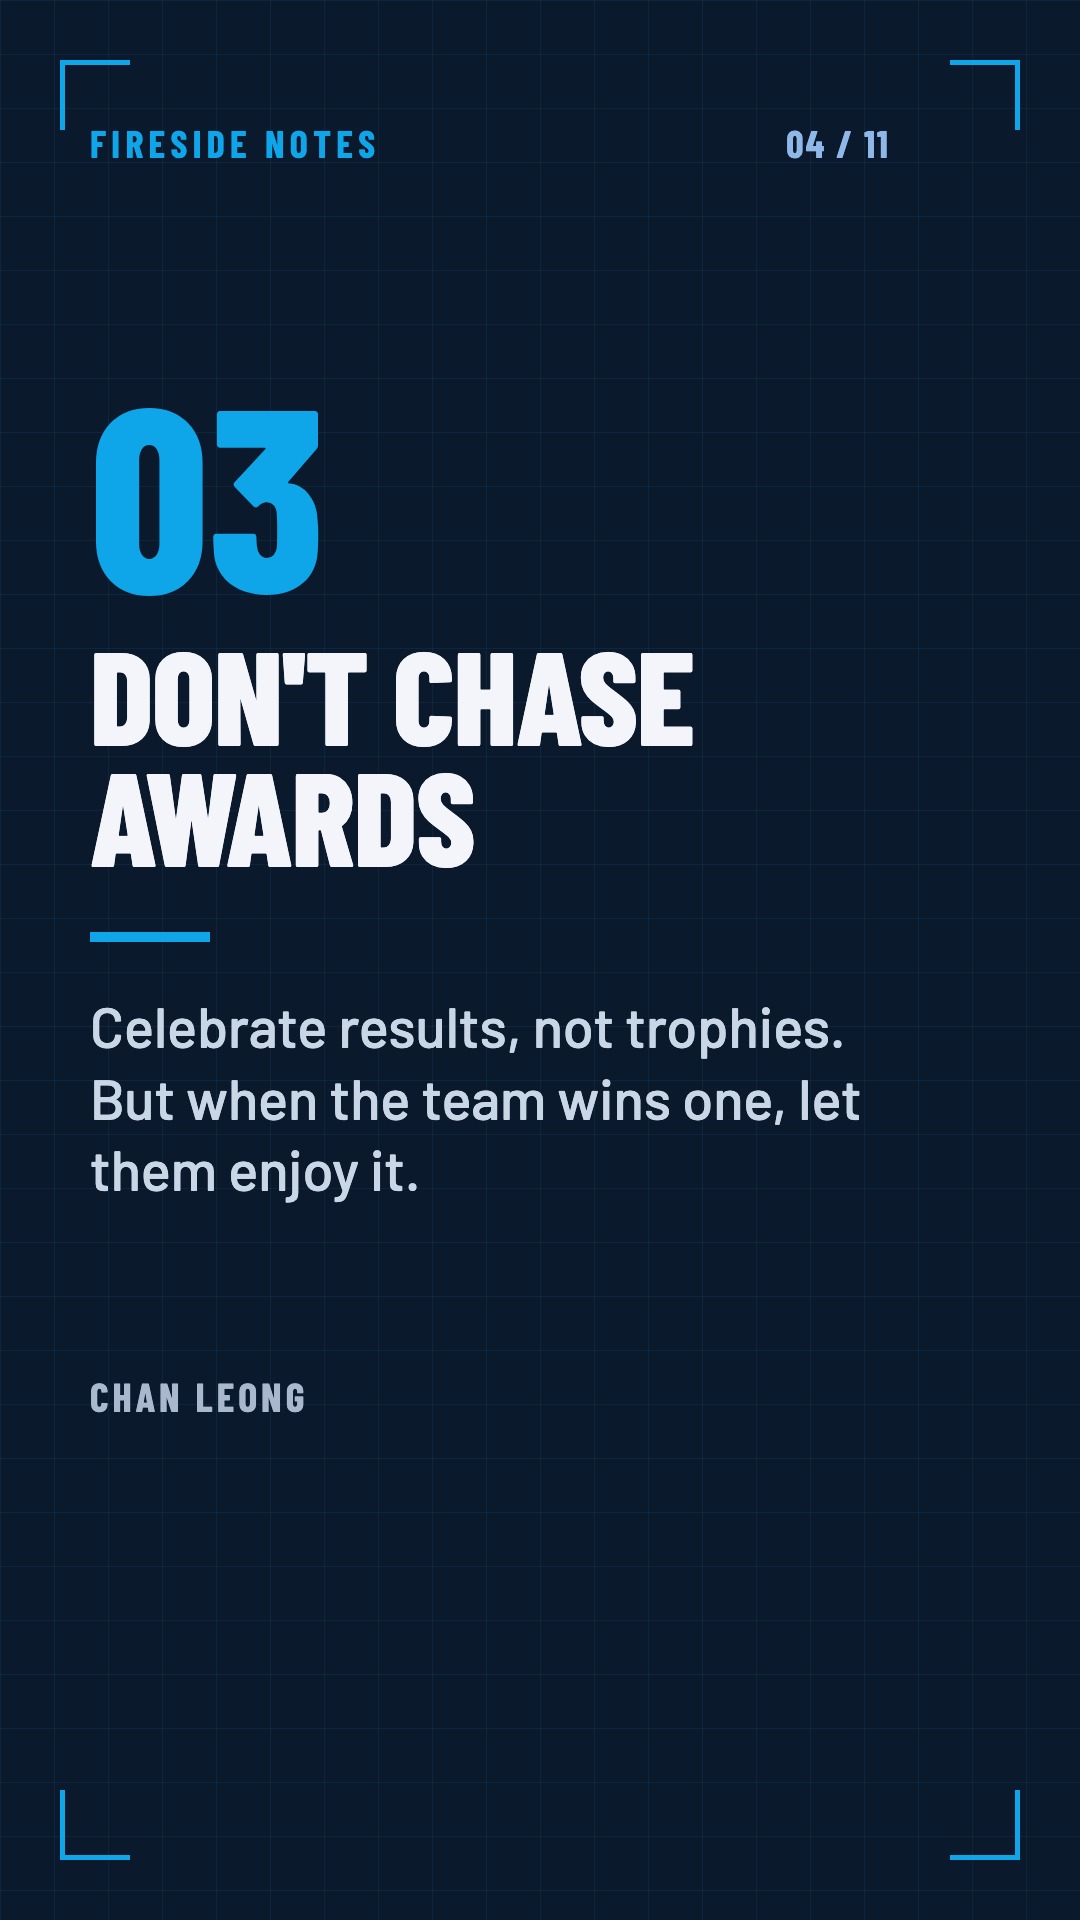 FIRESIDE NOTES
04 / 11
03
DON'T CHASE
AWARDS
Celebrate results, not trophies.
But when the team wins one, let
them enjoy it.
CHAN LEONG